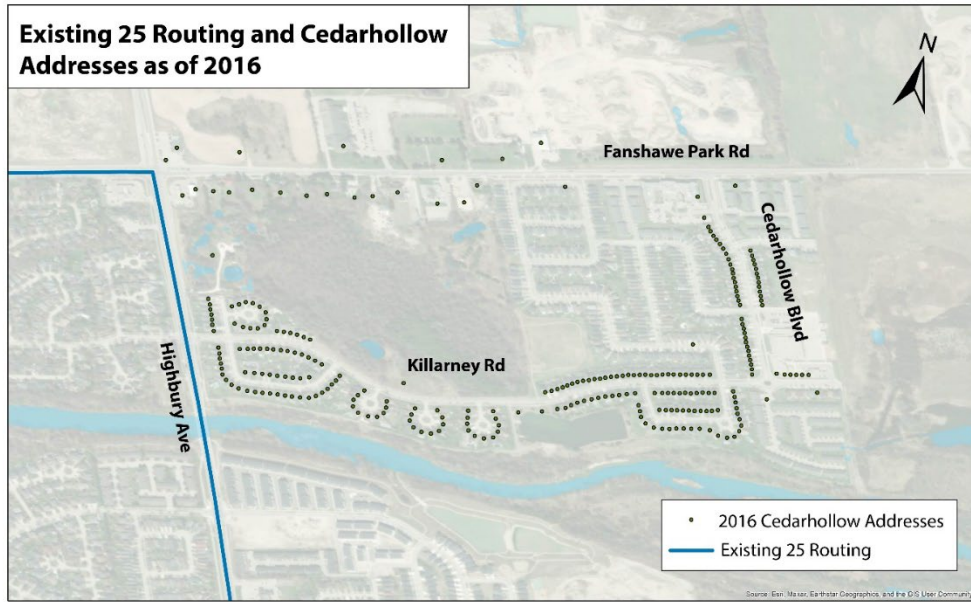 Existing 25 Routing and Cedarhollow
Addresses as of 2016
N
Fanshawe Park Rd
Cedarhollow Blvd
Highbury Ave
Killarney Rd
2016 Cedarhollow Addresses
Existing 25 Routing
Source: Esri, Maxar, Earthstar Geographics, and the GIS User Community